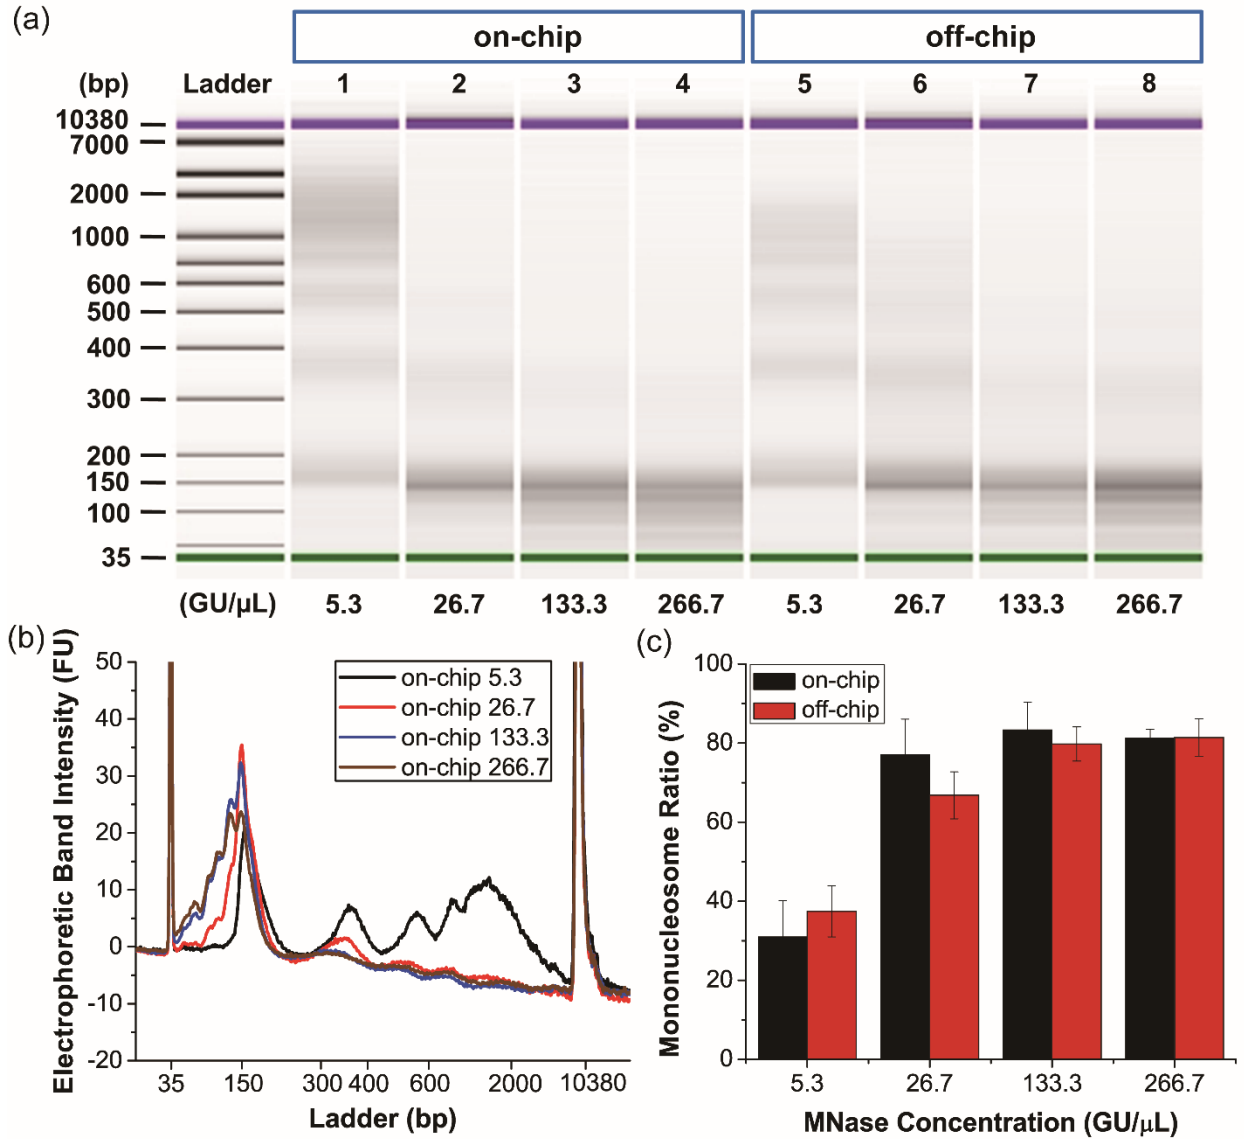 (a)
on-chip off-chip
(bp) Ladder 1 2 3 4 5 6 7 8
10380
7000
2000
1000
600
500
400
300
200
150
100
35
(GU/μL) 5.3 26.7 133.3 266.7 5.3 26.7 133.3 266.7
(b)
Electrophoretic Band Intensity (FU)
50
40
30
20
10
0
-10
-20
on-chip 5.3
on-chip 26.7
on-chip 133.3
on-chip 266.7
35 150 300 400 600 2000 10380
Ladder (bp)
(c)
Mononucleosome Ratio (%)
100
80
60
40
20
0
on-chip
off-chip
5.3 26.7 133.3 266.7
MNase Concentration (GU/μL)